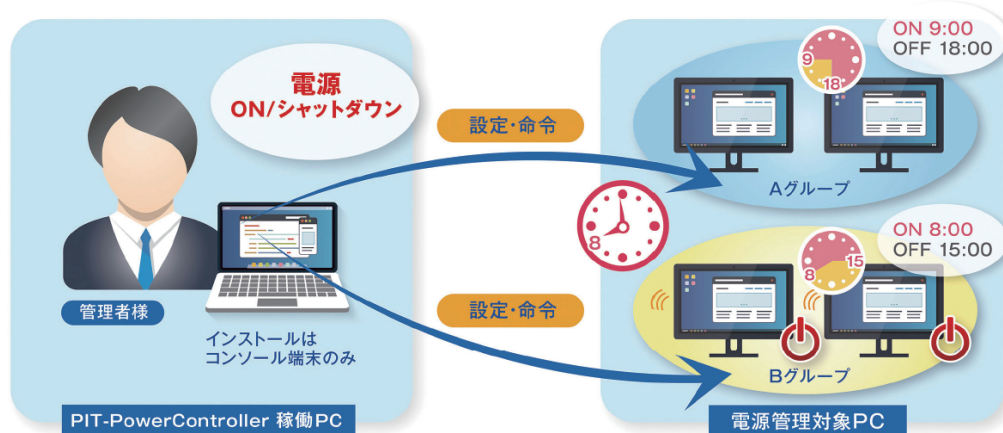 電源
ON/シャットダウン
管理者様
インストールは
コンソール端末のみ
PIT-PowerController 稼働PC
設定・命令
設定・命令
8
ON 9:00
OFF 18:00
9
18
Aグループ
ON 8:00
OFF 15:00
8
15
Bグループ
電源管理対象PC